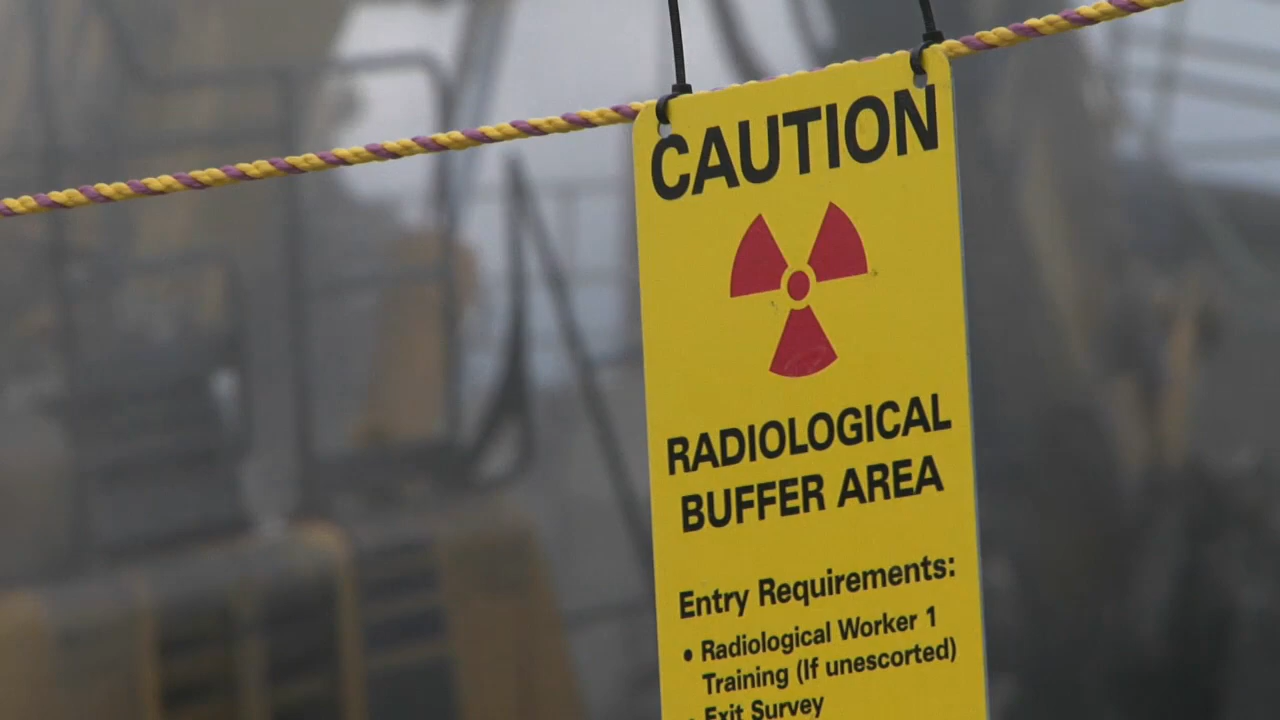 CAUTION
RADIOLOGICAL
BUFFER AREA
Entry Requirements:
• Radiological Worker 1
Training (If unescorted)
• Exit Survey